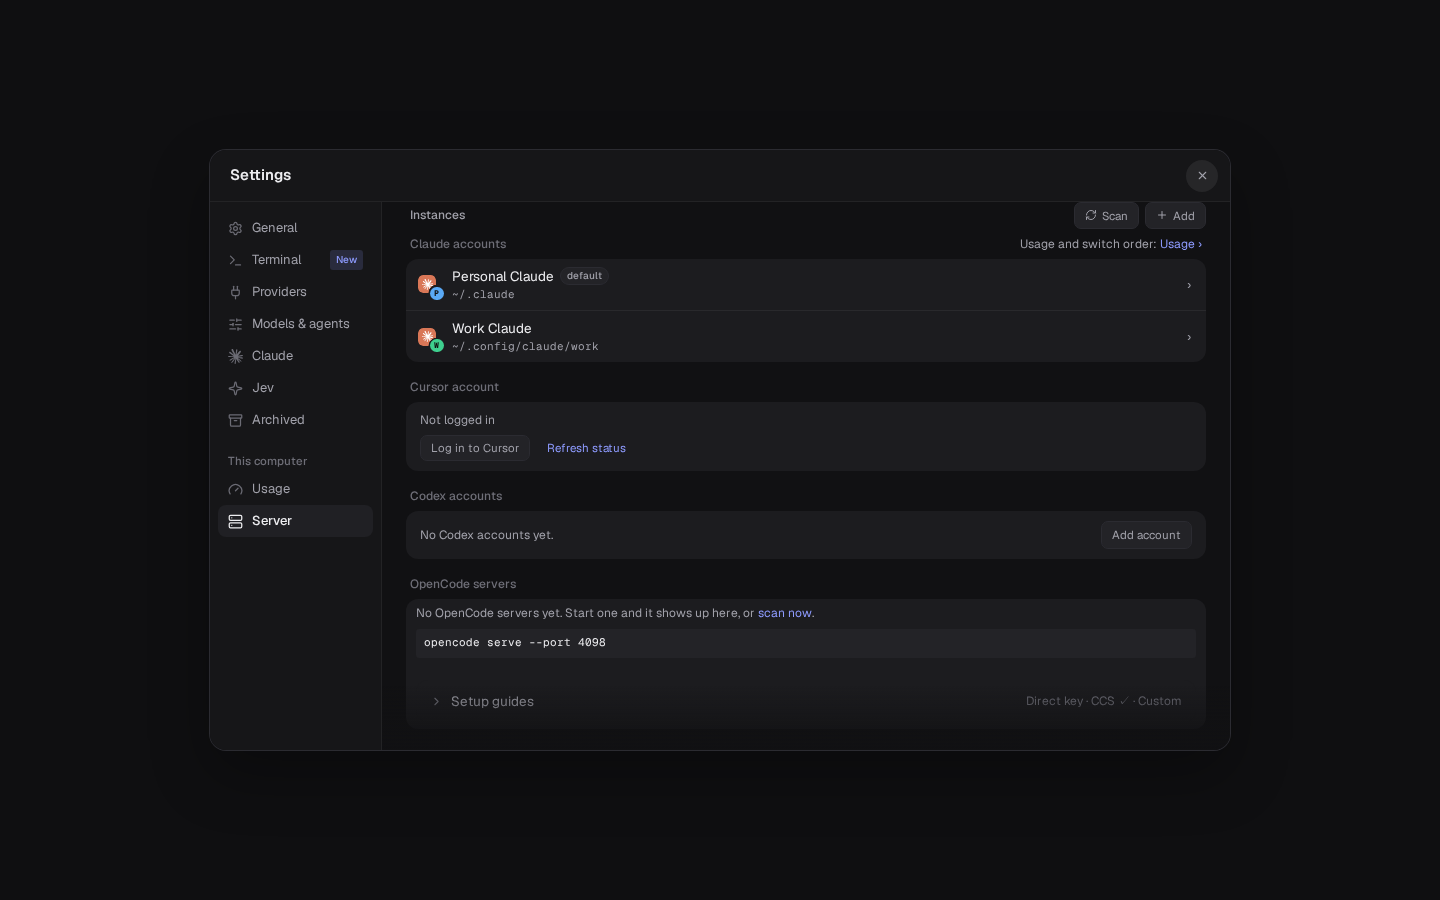 Settings
General
Terminal New
Providers
Models & agents
Claude
Jev
Archived
This computer
Usage
Server
Instances
Scan
Add
Claude accounts
Usage and switch order: Usage ›
Personal Claude default
P
~/.claude
Work Claude
W
~/.config/claude/work
Cursor account
Not logged in
Log in to Cursor
Refresh status
Codex accounts
No Codex accounts yet.
Add account
OpenCode servers
No OpenCode servers yet. Start one and it shows up here, or scan now.
opencode serve --port 4098
Setup guides
Direct key · CCS ✓ · Custom